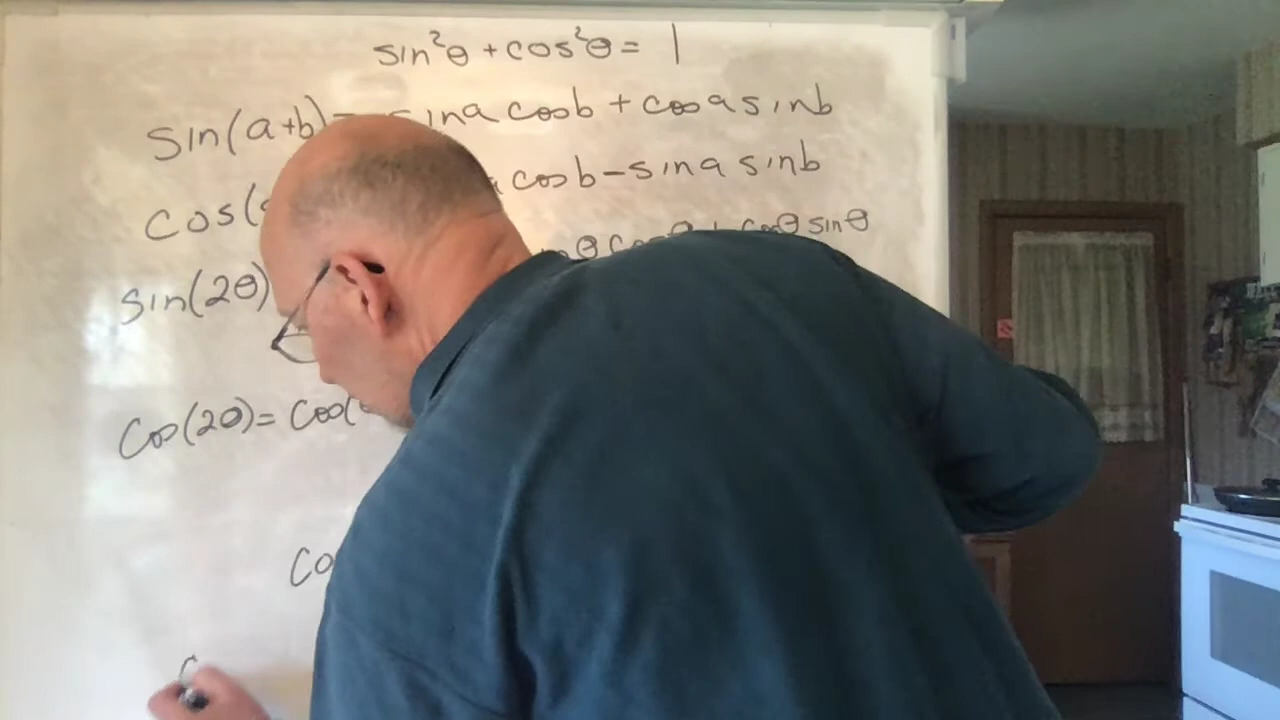 sin²θ + cos²θ = 1
sin(a+b) = sina cosb + cosa sinb
cos( cosb - sina sinb
sin(2θ) cosθ + cosθ sinθ
cos(2θ) = cos(
co